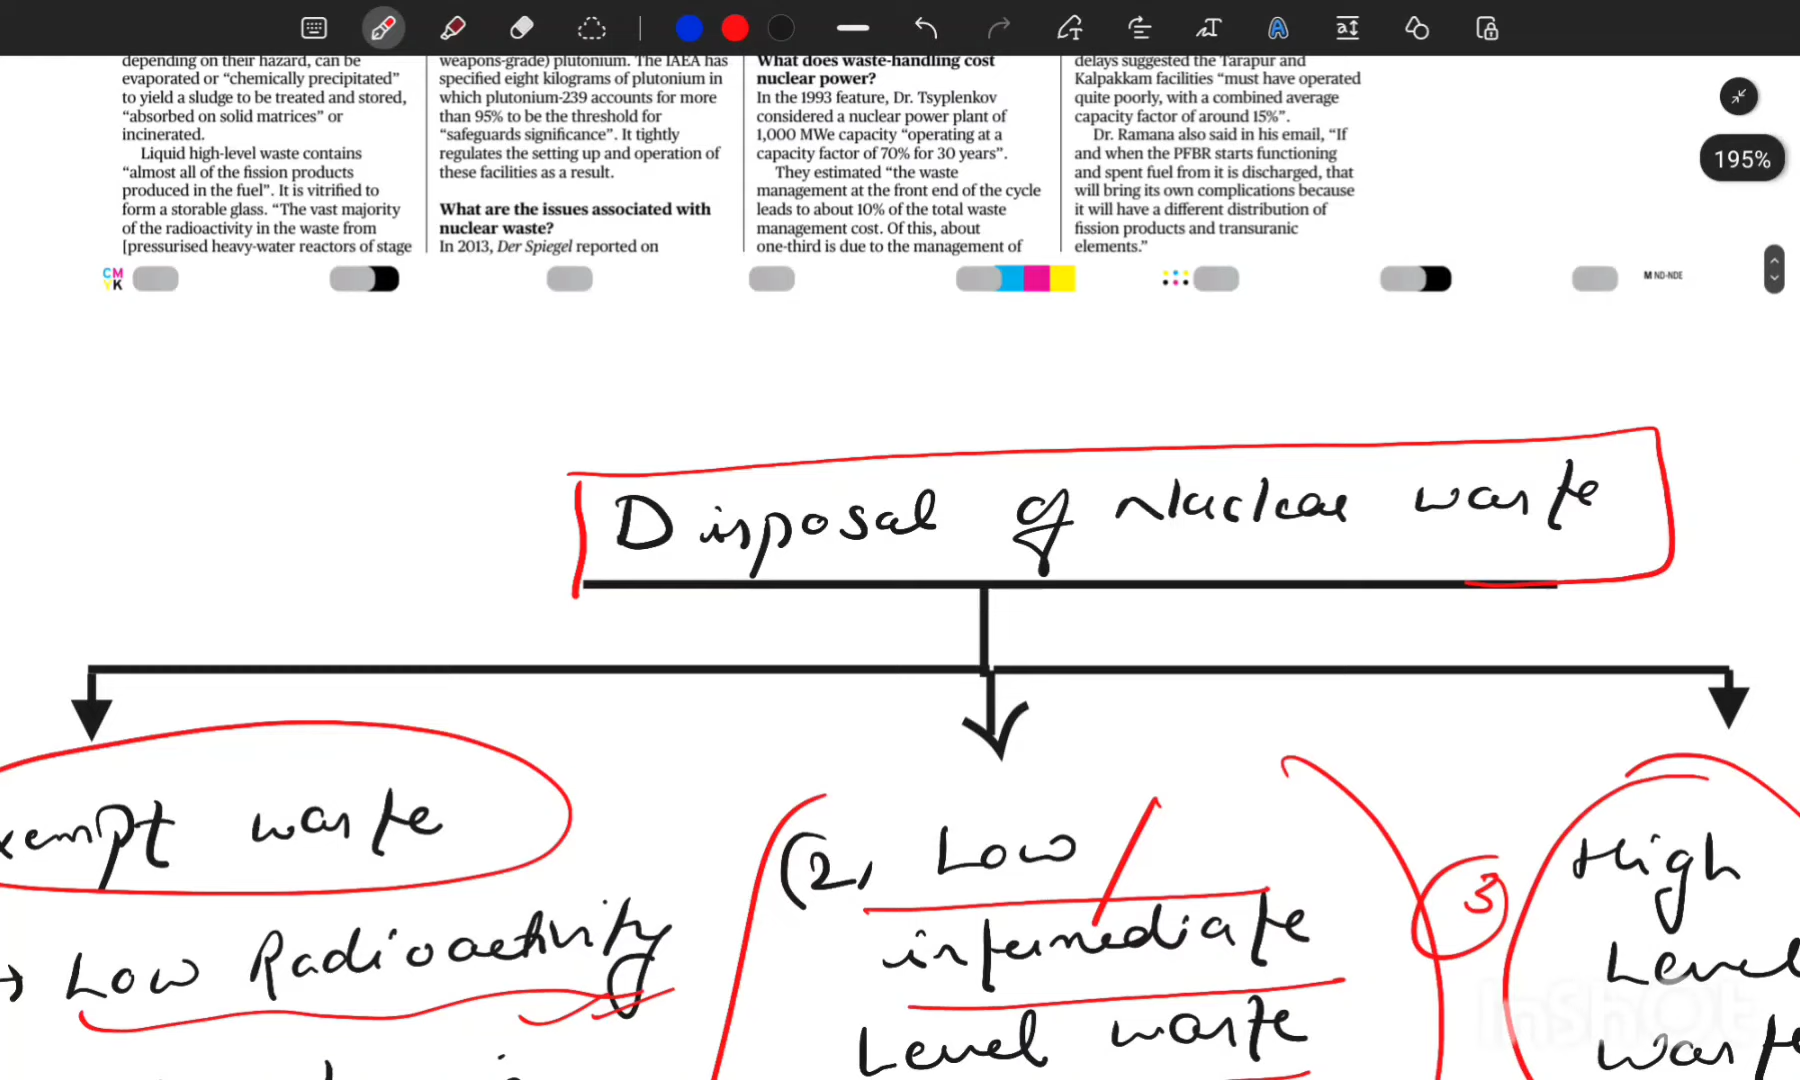 195%
depending on their hazard, can be
evaporated or “chemically precipitated”
to yield a sludge to be treated and stored,
“absorbed on solid matrices” or
incinerated.
Liquid high-level waste contains
“almost all of the fission products
produced in the fuel”. It is vitrified to
form a storable glass. “The vast majority
of the radioactivity in the waste from
[pressurised heavy-water reactors of stage
weapons-grade) plutonium. The IAEA has
specified eight kilograms of plutonium in
which plutonium-239 accounts for more
than 95% to be the threshold for
“safeguards significance”. It tightly
regulates the setting up and operation of
these facilities as a result.
What are the issues associated with
nuclear waste?
In 2013, Der Spiegel reported on
What does waste-handling cost
nuclear power?
In the 1993 feature, Dr. Tsyplenkov
considered a nuclear power plant of
1,000 MWe capacity “operating at a
capacity factor of 70% for 30 years”.
They estimated “the waste
management at the front end of the cycle
leads to about 10% of the total waste
management cost. Of this, about
one-third is due to the management of
delays suggested the Tarapur and
Kalpakkam facilities “must have operated
quite poorly, with a combined average
capacity factor of around 15%”.
Dr. Ramana also said in his email, “If
and when the PFBR starts functioning
and spent fuel from it is discharged, that
will bring its own complications because
it will have a different distribution of
fission products and transuranic
elements.”
CM
YK
M ND-NDE
Disposal of Nuclear waste
xempt waste
→ Low Radioactivity
(2, Low /
intermediate
Level waste
3
High
Level
waste
InShot